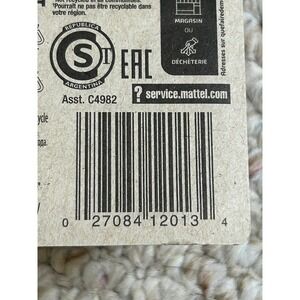 *Pourrait ne pas être recyclable dans
votre région.
MAGASIN
OU
DÉCHÈTERIE
REPUBLICA
S
ARGENTINA
EAC
Asst. C4982
? service.mattel.com
0 27084 12013 4